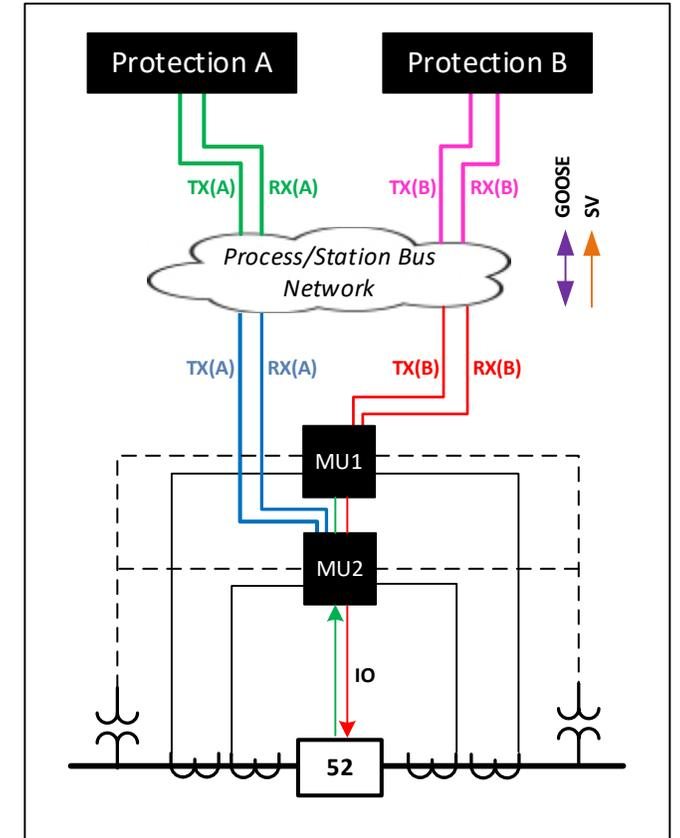 Protection A
Protection B
TX(A)
RX(A)
TX(B)
RX(B)
GOOSE
SV
Process/Station Bus
Network
TX(A)
RX(A)
TX(B)
RX(B)
MU1
MU2
IO
52